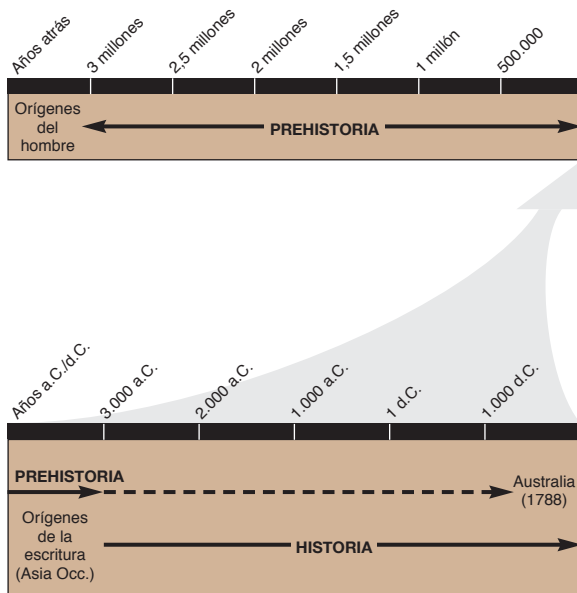 Años atrás
3 millones
2,5 millones
2 millones
1,5 millones
1 millón
500.000
Orígenes
del
hombre
PREHISTORIA
Años a.C./d.C.
3.000 a.C.
2.000 a.C.
1.000 a.C.
1 d.C.
1.000 d.C.
PREHISTORIA
Australia
(1788)
Orígenes
de la
escritura
(Asia Occ.)
HISTORIA